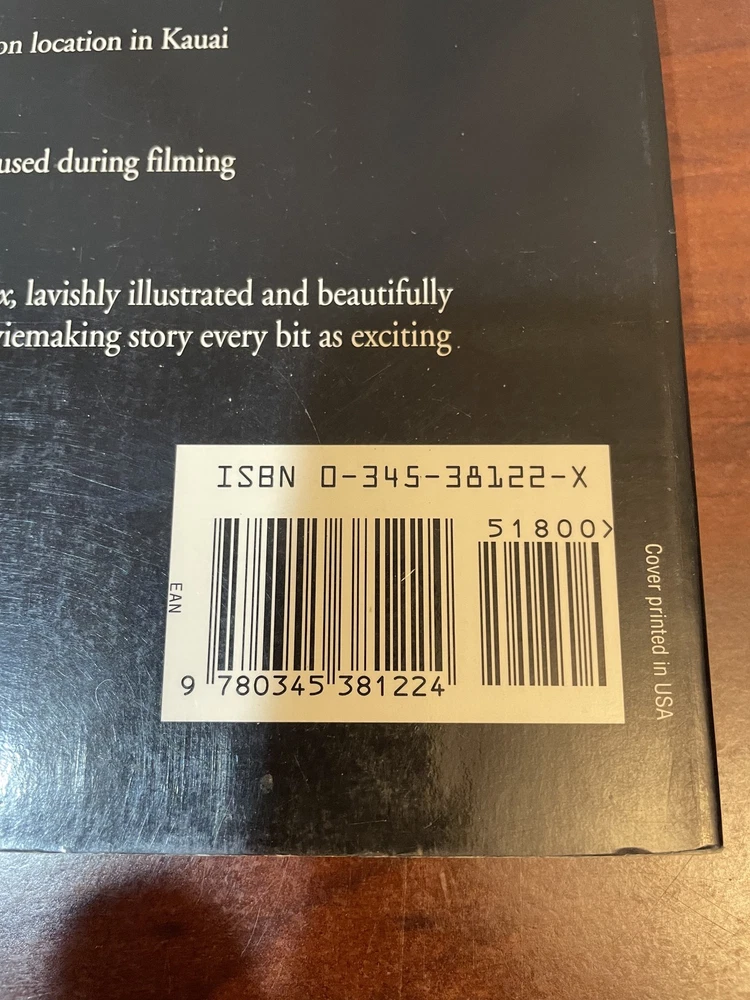 on location in Kauai
used during filming
x, lavishly illustrated and beautifully
viemaking story every bit as exciting
ISBN 0-345-38122-X
51800>
EAN
9 780345 381224
Cover printed in USA